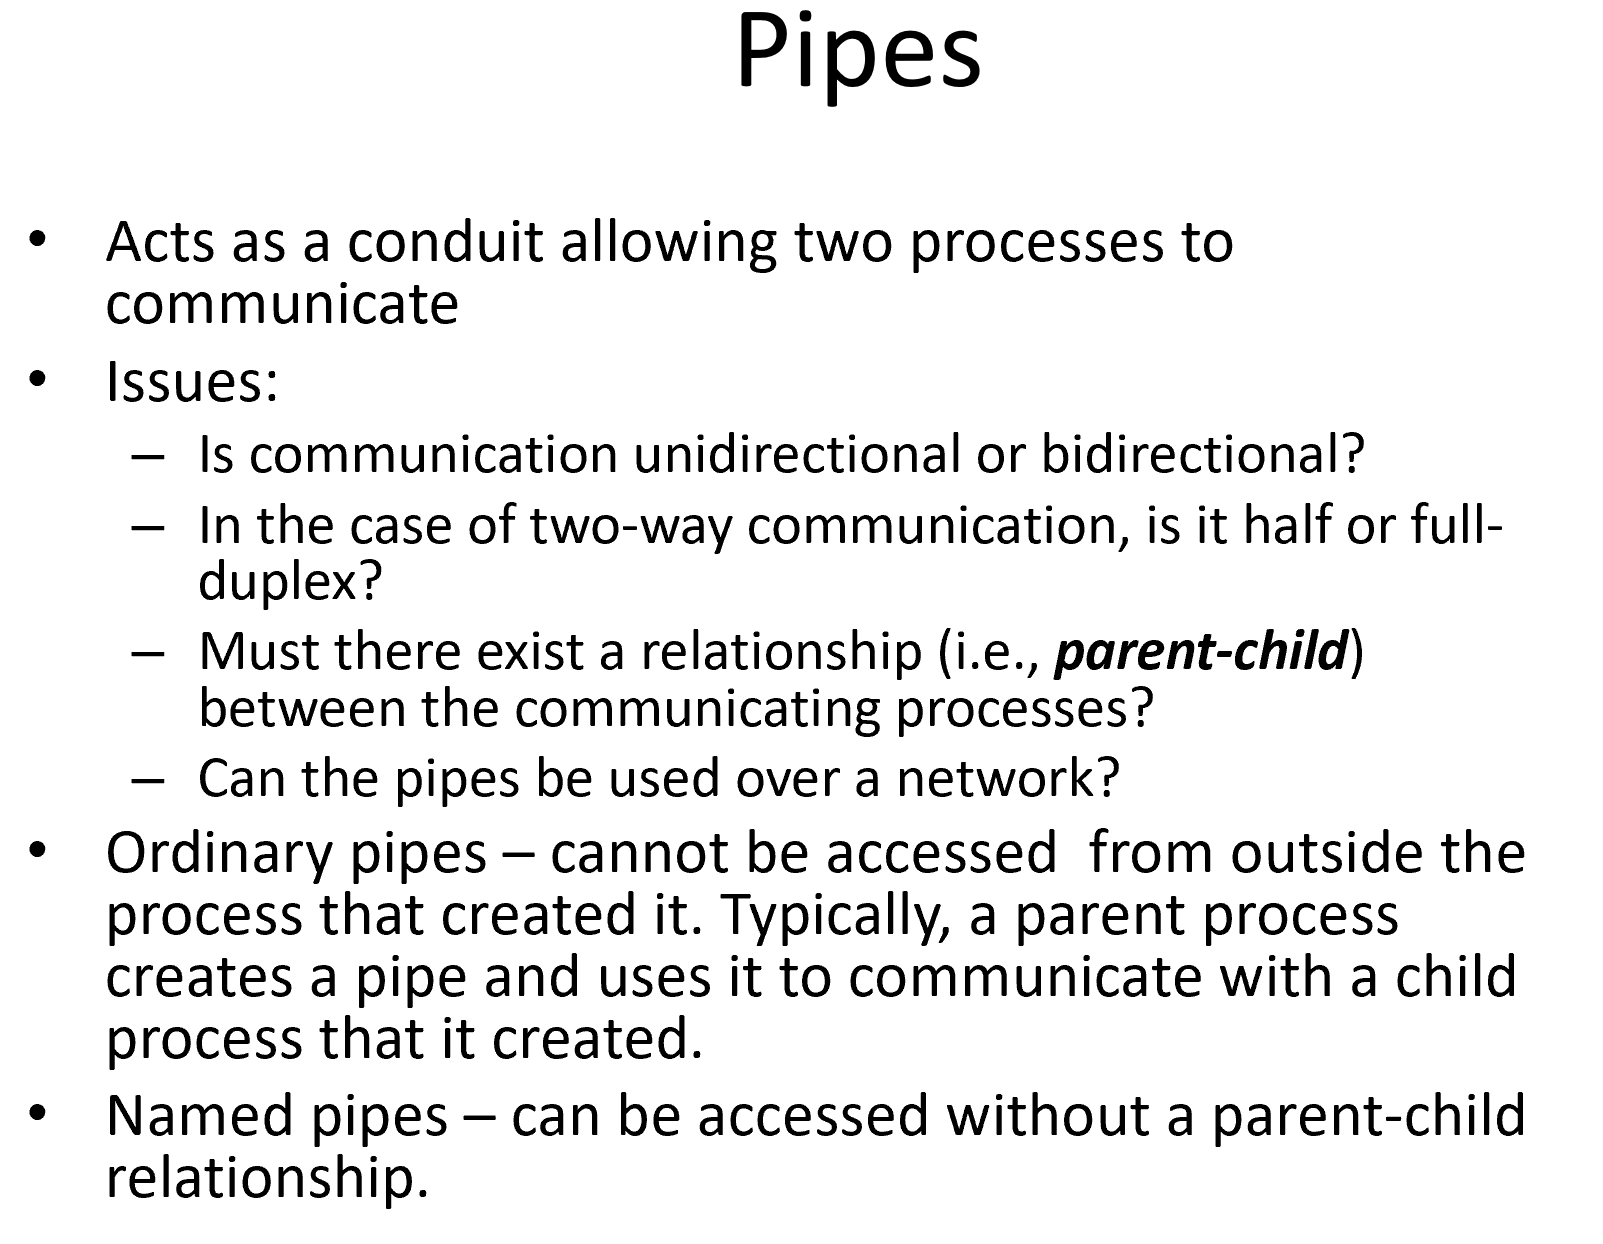 Pipes
• Acts as a conduit allowing two processes to
communicate
• Issues:
– Is communication unidirectional or bidirectional?
– In the case of two-way communication, is it half or full-
duplex?
– Must there exist a relationship (i.e., parent-child)
between the communicating processes?
– Can the pipes be used over a network?
• Ordinary pipes – cannot be accessed  from outside the
process that created it. Typically, a parent process
creates a pipe and uses it to communicate with a child
process that it created.
• Named pipes – can be accessed without a parent-child
relationship.